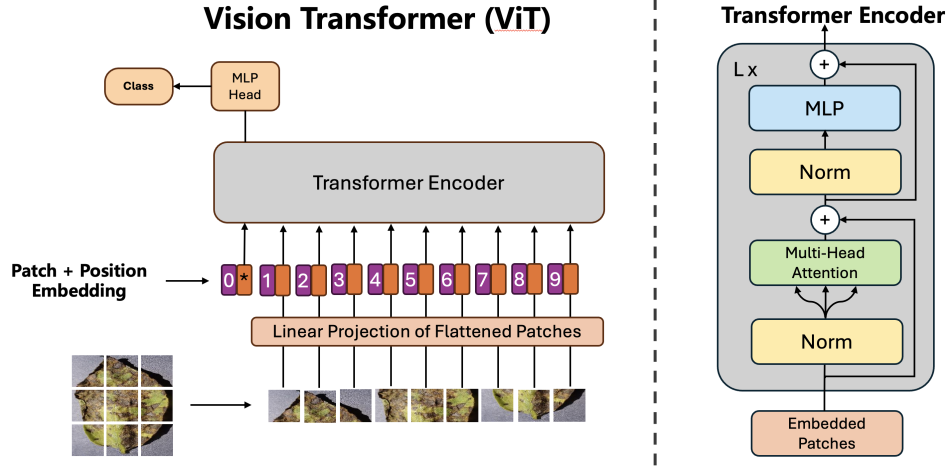 Vision Transformer (ViT)
Class
MLP
Head
Transformer Encoder
Patch + Position
Embedding
0 * 1 2 3 4 5 6 7 8 9
Linear Projection of Flattened Patches
Transformer Encoder
L x
+
MLP
Norm
+
Multi-Head
Attention
Norm
Embedded
Patches